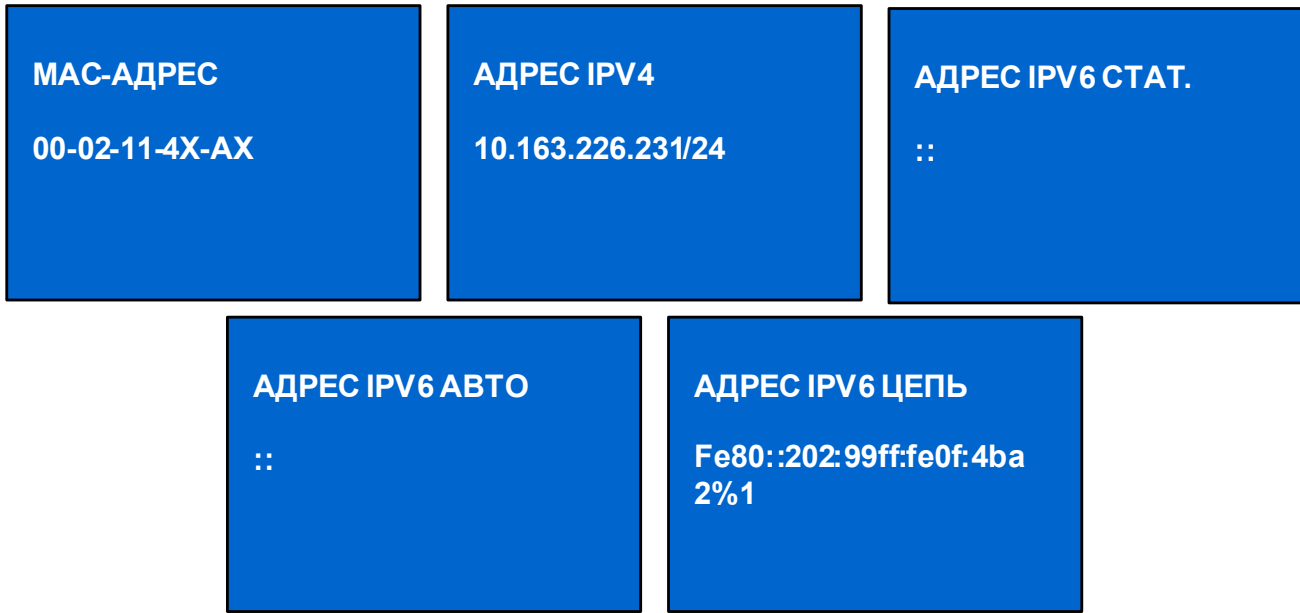 МАС-АДРЕС
00-02-11-4X-AX
АДРЕС IPV4
10.163.226.231/24
АДРЕС IPV6 СТАТ.
::
АДРЕС IPV6 АВТО
::
АДРЕС IPV6 ЦЕПЬ
Fe80::202:99ff:fe0f:4ba
2%1